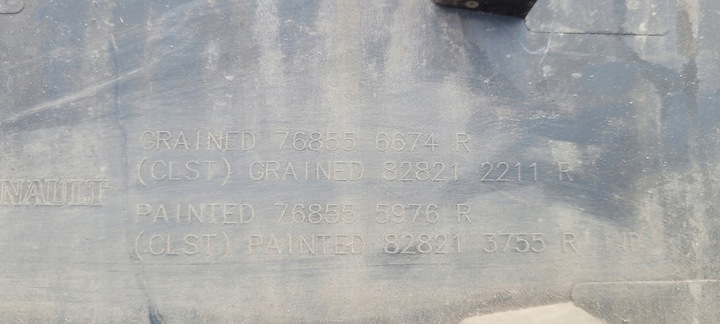 GRAINED 76855 6674 R
(CLST) GRAINED 82821 2211 R
NAULT
PAINTED 76855 5976 R
(CLST) PAINTED 82821 3755 R